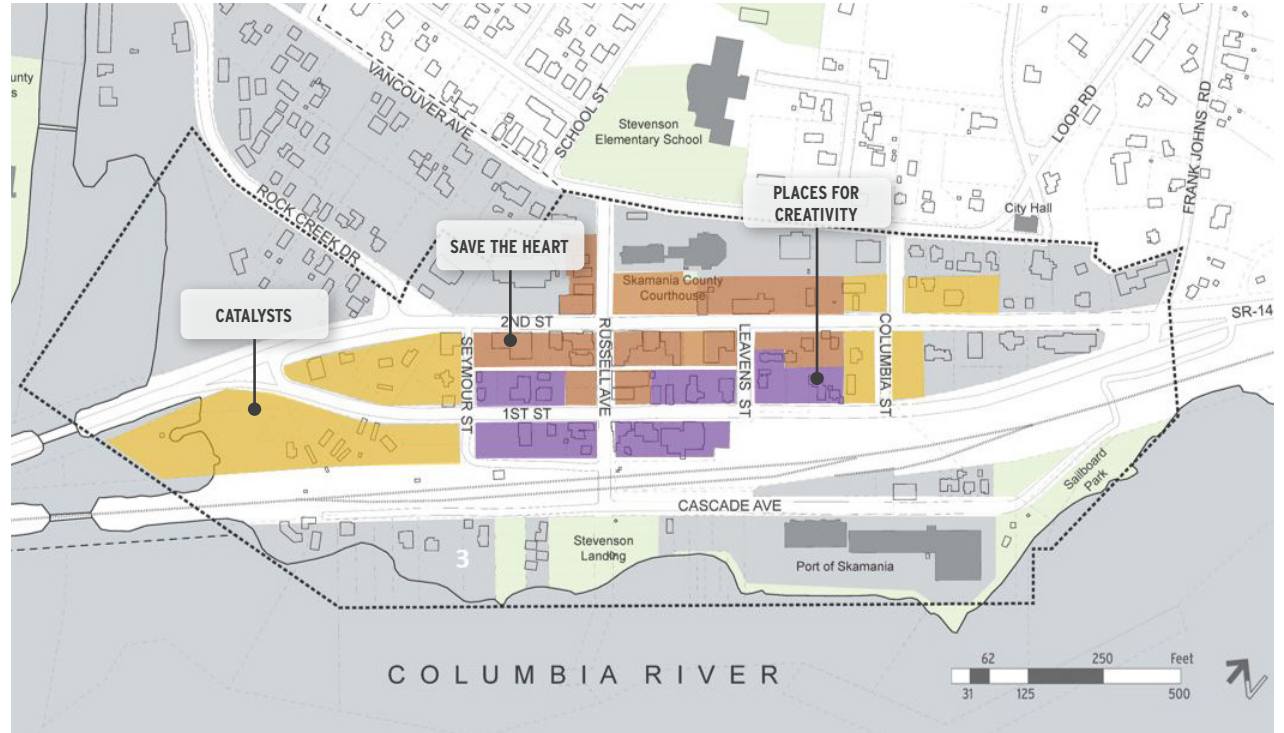 VANCOUVER AVE
SCHOOL ST
Stevenson
Elementary School
LOOP RD
FRANK JOHNS RD
ounty
s
ROCK CREEK DR
PLACES FOR
CREATIVITY
City Hall
SAVE THE HEART
Skamania County
Courthouse
CATALYSTS
2ND ST
SR-14
SEYMOUR ST
RUSSELL AVE
LEAVENS ST
COLUMBIA ST
1ST ST
Sailboard
Park
CASCADE AVE
3
Stevenson
Landing
Port of Skamania
COLUMBIA RIVER
62 250 Feet
31 125 500
N